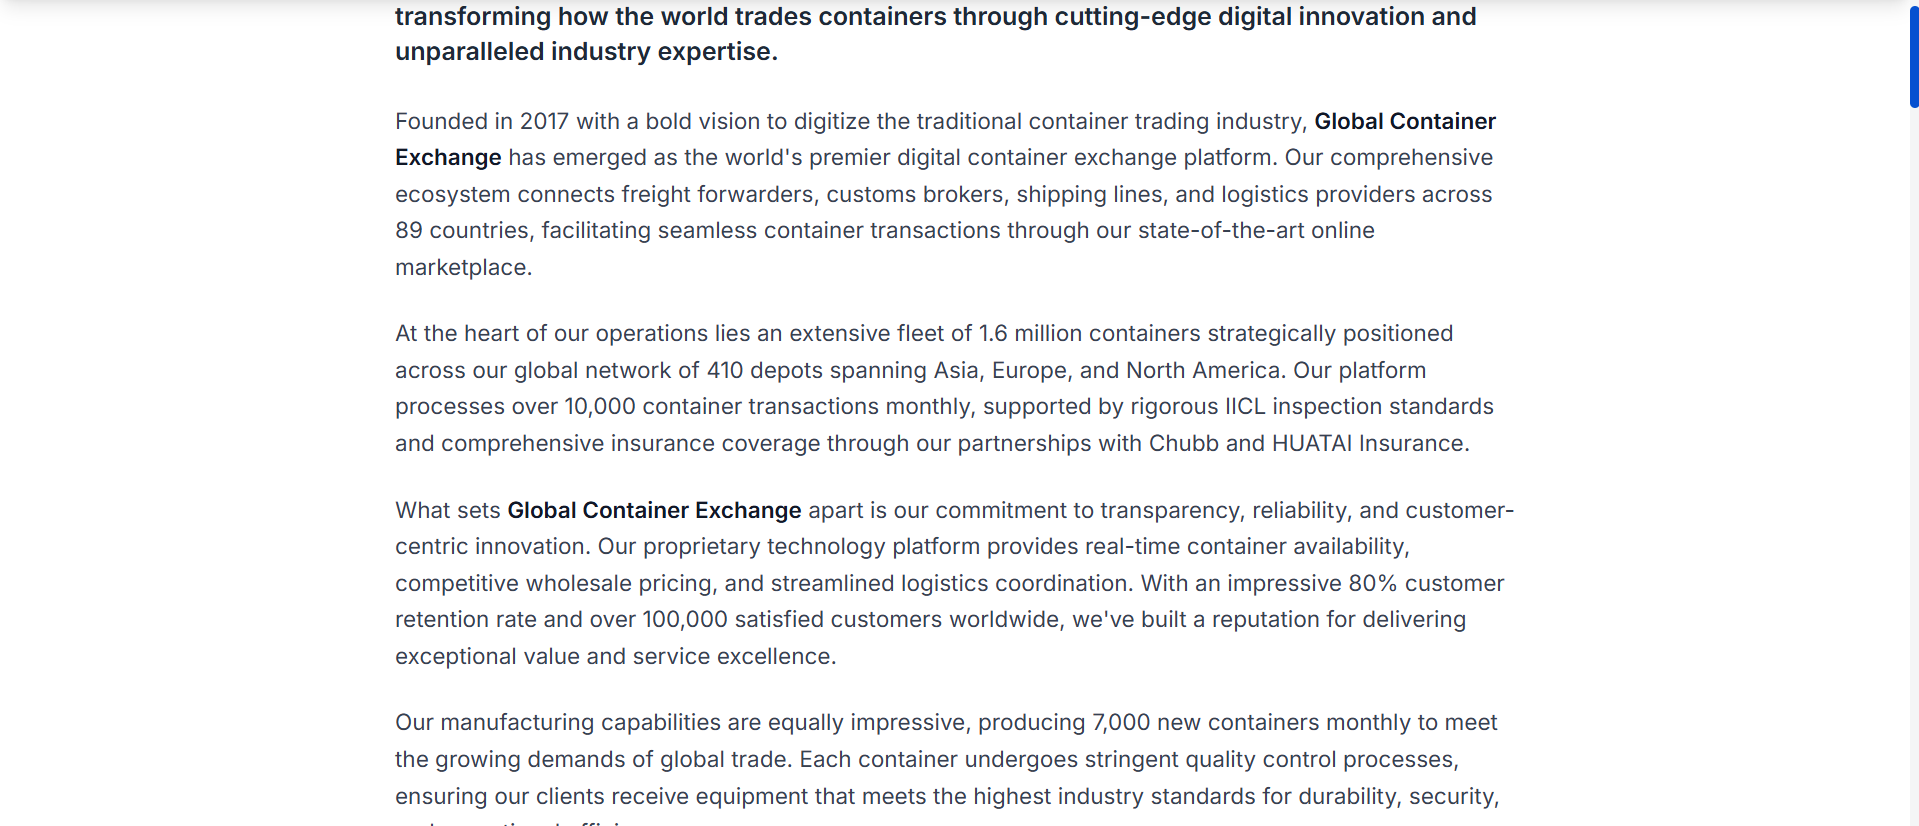 transforming how the world trades containers through cutting-edge digital innovation and
unparalleled industry expertise.
Founded in 2017 with a bold vision to digitize the traditional container trading industry, Global Container
Exchange has emerged as the world's premier digital container exchange platform. Our comprehensive
ecosystem connects freight forwarders, customs brokers, shipping lines, and logistics providers across
89 countries, facilitating seamless container transactions through our state-of-the-art online
marketplace.
At the heart of our operations lies an extensive fleet of 1.6 million containers strategically positioned
across our global network of 410 depots spanning Asia, Europe, and North America. Our platform
processes over 10,000 container transactions monthly, supported by rigorous IICL inspection standards
and comprehensive insurance coverage through our partnerships with Chubb and HUATAI Insurance.
What sets Global Container Exchange apart is our commitment to transparency, reliability, and customer-
centric innovation. Our proprietary technology platform provides real-time container availability,
competitive wholesale pricing, and streamlined logistics coordination. With an impressive 80% customer
retention rate and over 100,000 satisfied customers worldwide, we've built a reputation for delivering
exceptional value and service excellence.
Our manufacturing capabilities are equally impressive, producing 7,000 new containers monthly to meet
the growing demands of global trade. Each container undergoes stringent quality control processes,
ensuring our clients receive equipment that meets the highest industry standards for durability, security,